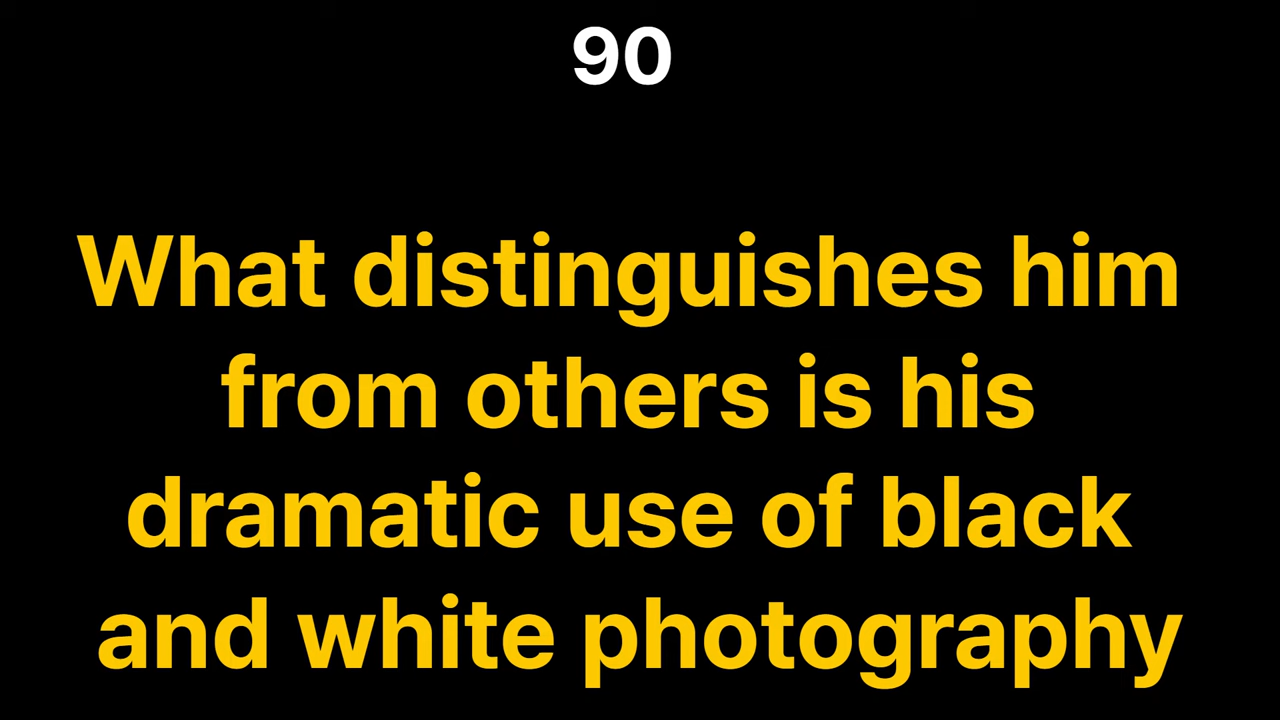 90
What distinguishes him
from others is his
dramatic use of black
and white photography